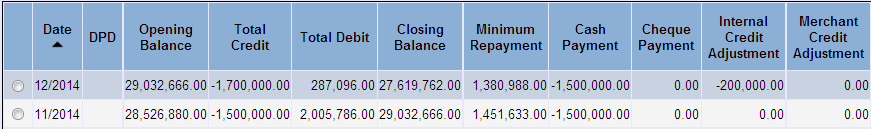 Date DPD Opening Balance Total Credit Total Debit Closing Balance Minimum Repayment Cash Payment Cheque Payment Internal Credit Adjustment Merchant Credit Adjustment
12/2014 29,032,666.00 -1,700,000.00 287,096.00 27,619,762.00 1,380,988.00 -1,500,000.00 0.00 -200,000.00 0.00
11/2014 28,526,880.00 -1,500,000.00 2,005,786.00 29,032,666.00 1,451,633.00 -1,500,000.00 0.00 0.00 0.00